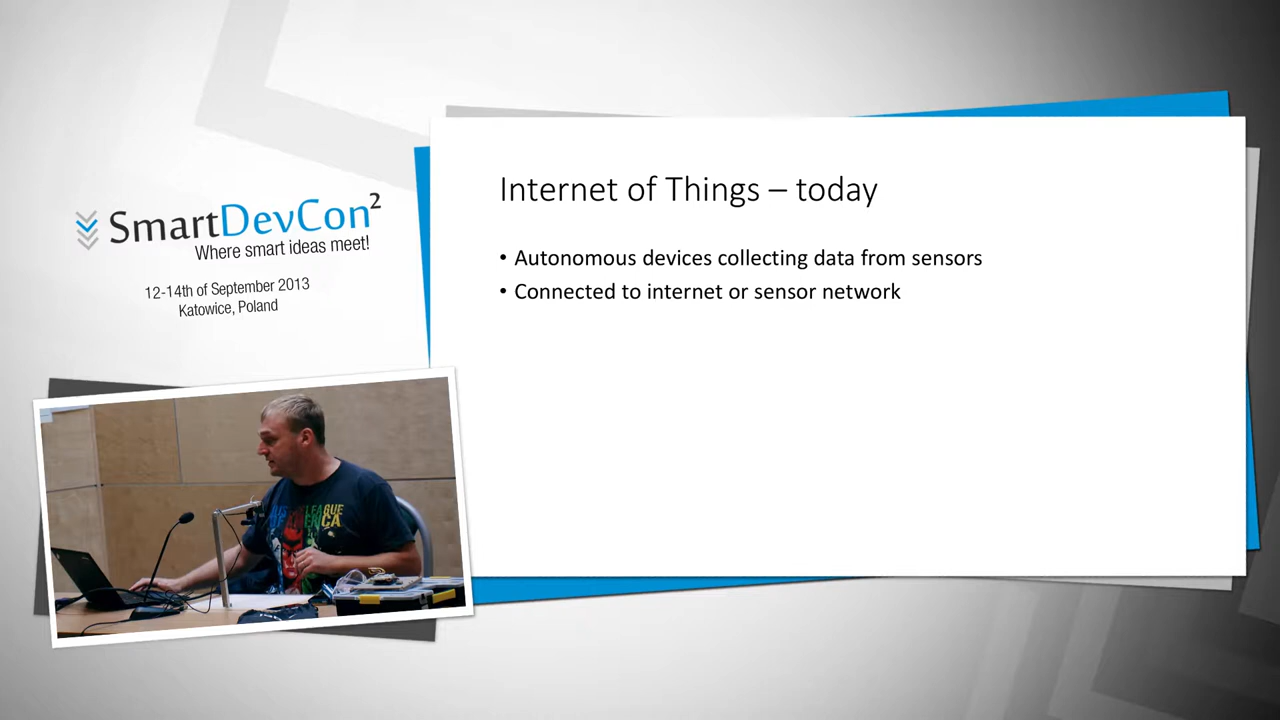 SmartDevCon²
Where smart ideas meet!
12-14th of September 2013
Katowice, Poland
Internet of Things – today
• Autonomous devices collecting data from sensors
• Connected to internet or sensor network
LEAGUE